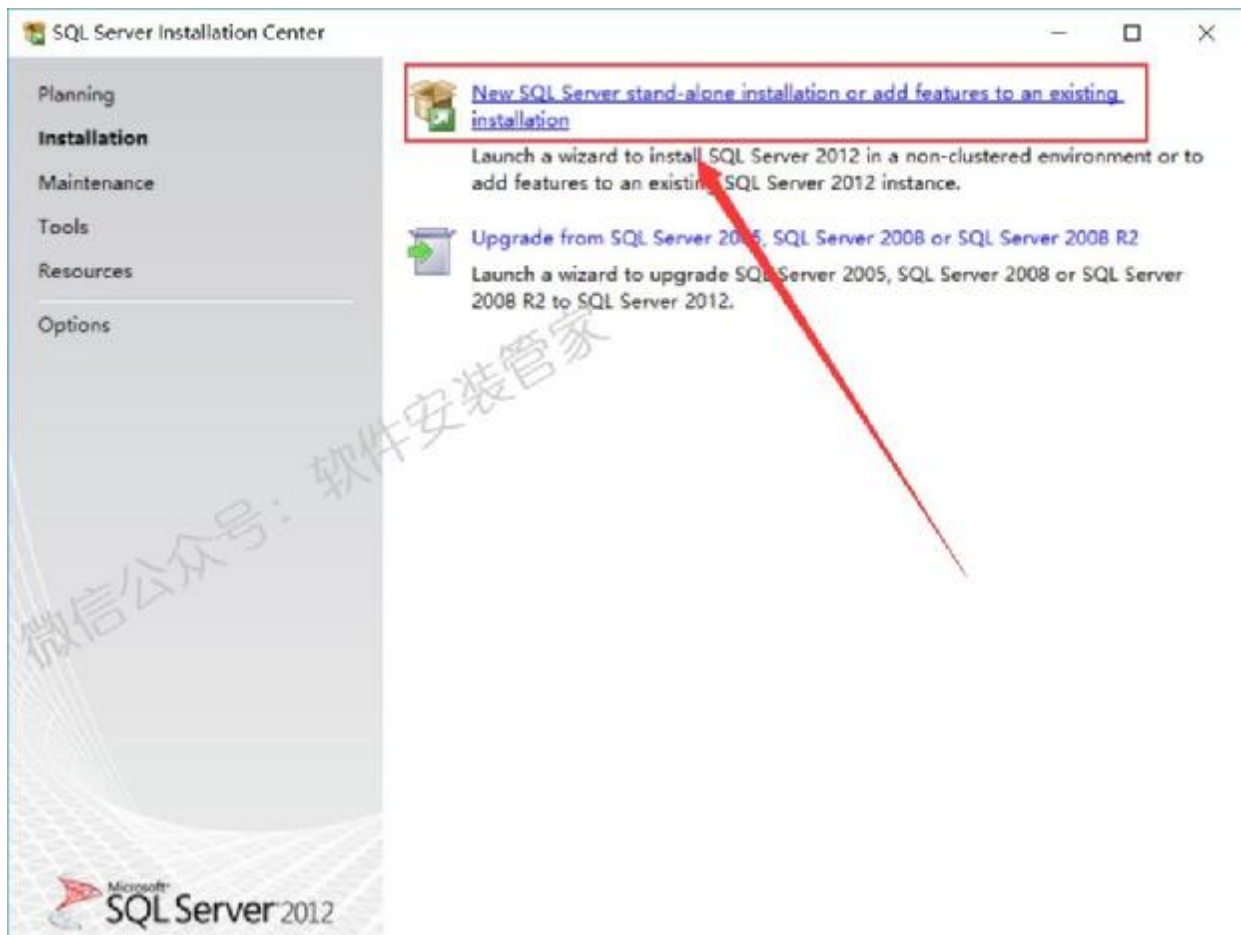 SQL Server Installation Center
Planning
Installation
Maintenance
Tools
Resources
Options
New SQL Server stand-alone installation or add features to an existing
installation
Launch a wizard to install SQL Server 2012 in a non-clustered environment or to
add features to an existing SQL Server 2012 instance.
Upgrade from SQL Server 2005, SQL Server 2008 or SQL Server 2008 R2
Launch a wizard to upgrade SQL Server 2005, SQL Server 2008 or SQL Server
2008 R2 to SQL Server 2012.
微信公众号：软件安装管家
Microsoft
SQL Server 2012